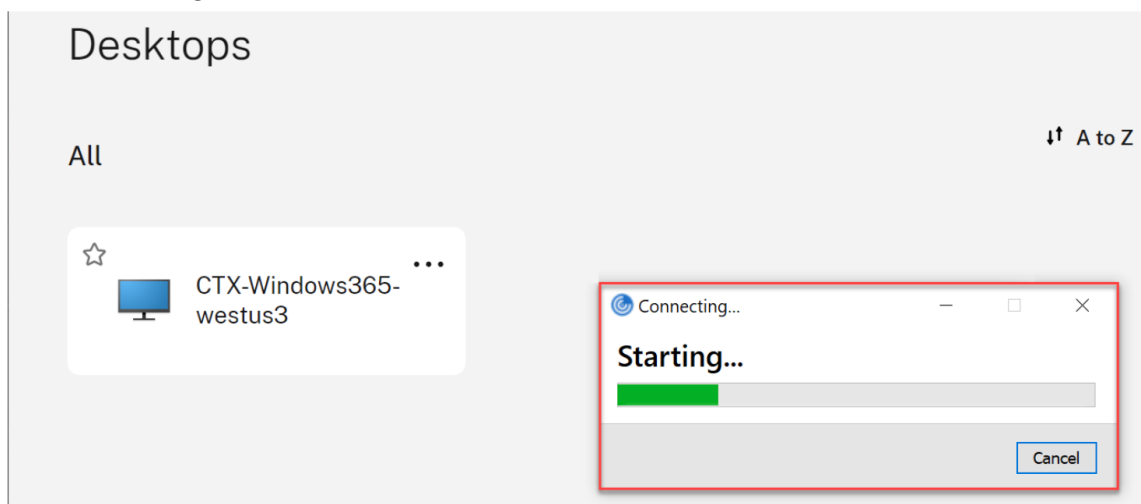 Desktops
All
A to Z
CTX-Windows365-
westus3
Connecting...
Starting...
Cancel